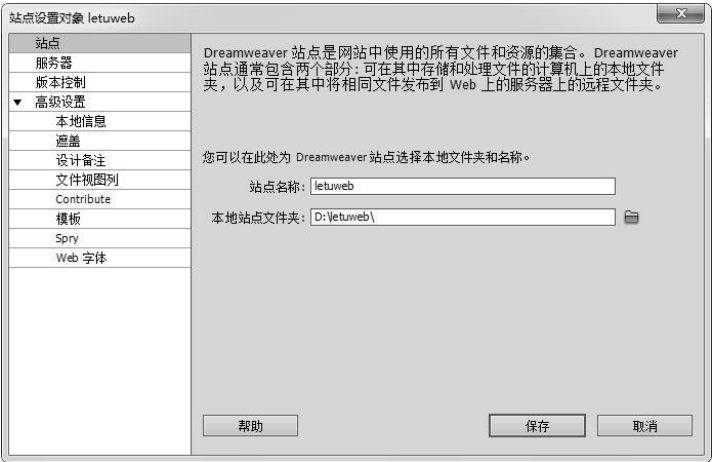 站点设置对象 letuweb
站点
服务器
版本控制
高级设置
本地信息
遮盖
设计备注
文件视图列
Contribute
模板
Spry
Web 字体
Dreamweaver 站点是网站中使用的所有文件和资源的集合。Dreamweaver
站点通常包含两个部分：可在其中存储和处理文件的计算机上的本地文件
夹，以及可在其中将相同文件发布到 Web 上的服务器上的远程文件夹。
您可以在此处为 Dreamweaver 站点选择本地文件夹和名称。
站点名称: letuweb
本地站点文件夹: D:\letuweb\
帮助 保存 取消